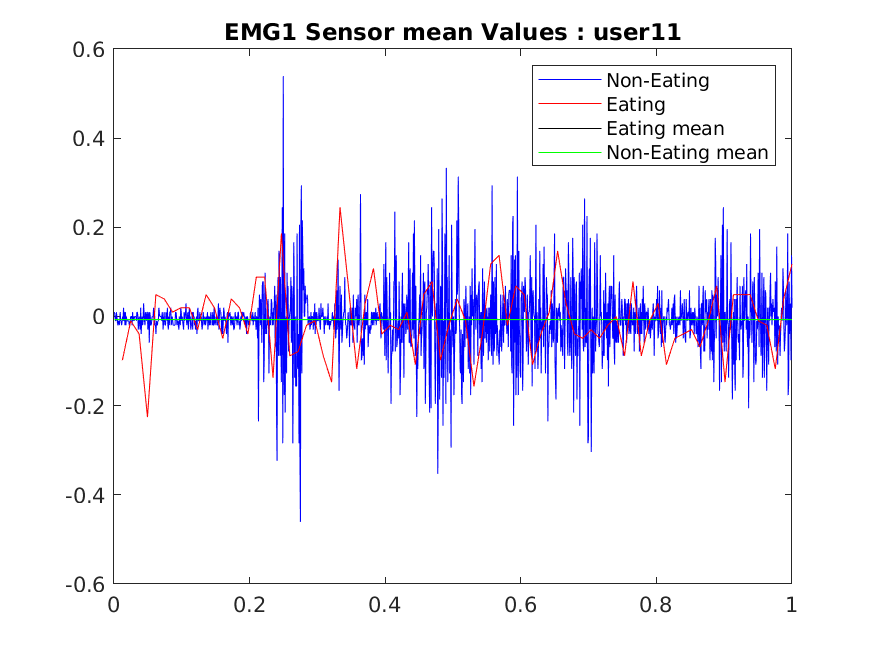 EMG1 Sensor mean Values : user11
0.6
0.4
0.2
0
-0.2
-0.4
-0.6
0
0.2
0.4
0.6
0.8
1
Non-Eating
Eating
Eating mean
Non-Eating mean